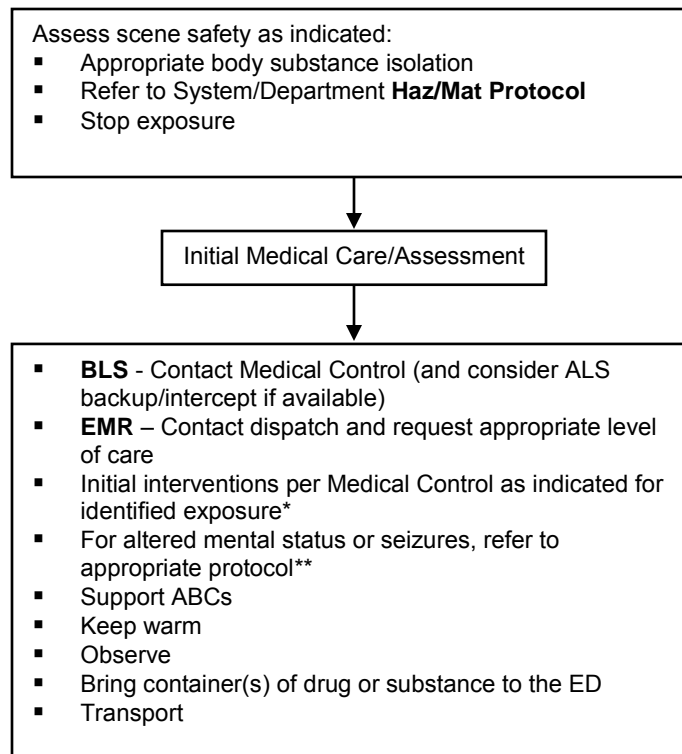 Assess scene safety as indicated:
▪ Appropriate body substance isolation
▪ Refer to System/Department Haz/Mat Protocol
▪ Stop exposure
Initial Medical Care/Assessment
▪ BLS - Contact Medical Control (and consider ALS
backup/intercept if available)
▪ EMR – Contact dispatch and request appropriate level
of care
▪ Initial interventions per Medical Control as indicated for
identified exposure*
▪ For altered mental status or seizures, refer to
appropriate protocol**
▪ Support ABCs
▪ Keep warm
▪ Observe
▪ Bring container(s) of drug or substance to the ED
▪ Transport